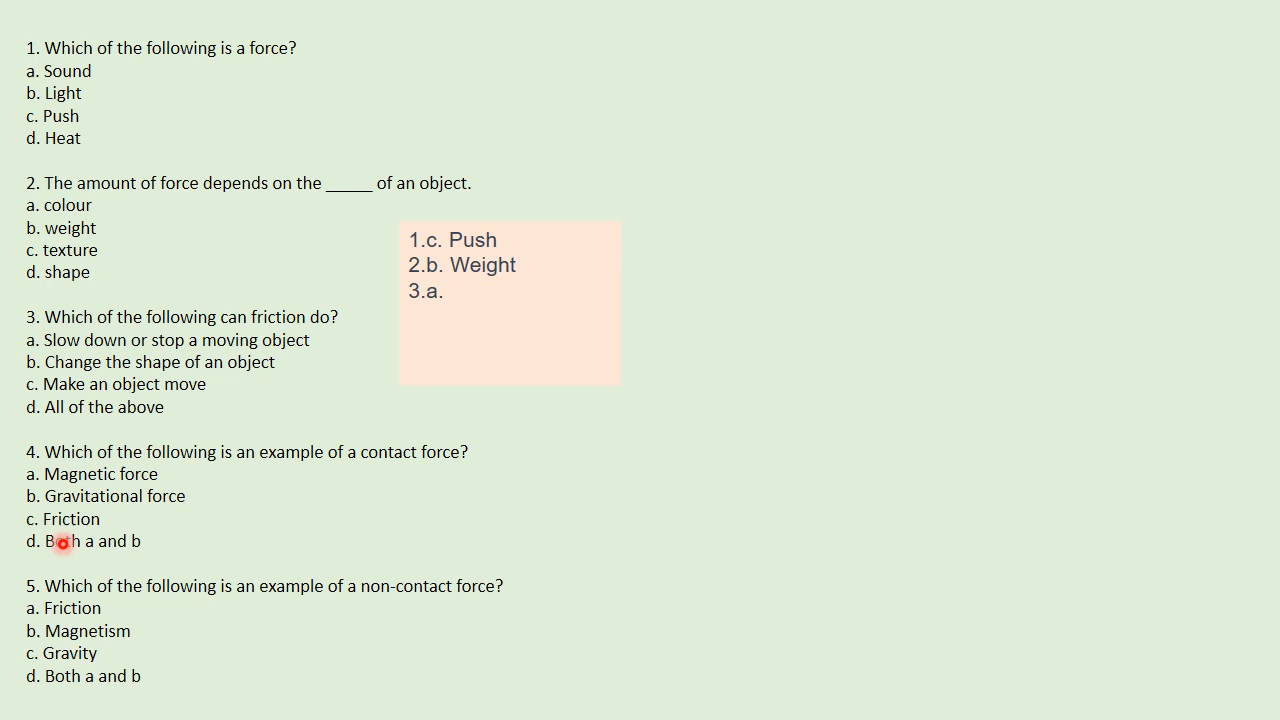 1. Which of the following is a force?
a. Sound
b. Light
c. Push
d. Heat
2. The amount of force depends on the _____ of an object.
a. colour
b. weight
c. texture
d. shape
1.c. Push
2.b. Weight
3.a.
3. Which of the following can friction do?
a. Slow down or stop a moving object
b. Change the shape of an object
c. Make an object move
d. All of the above
4. Which of the following is an example of a contact force?
a. Magnetic force
b. Gravitational force
c. Friction
d. Both a and b
5. Which of the following is an example of a non-contact force?
a. Friction
b. Magnetism
c. Gravity
d. Both a and b